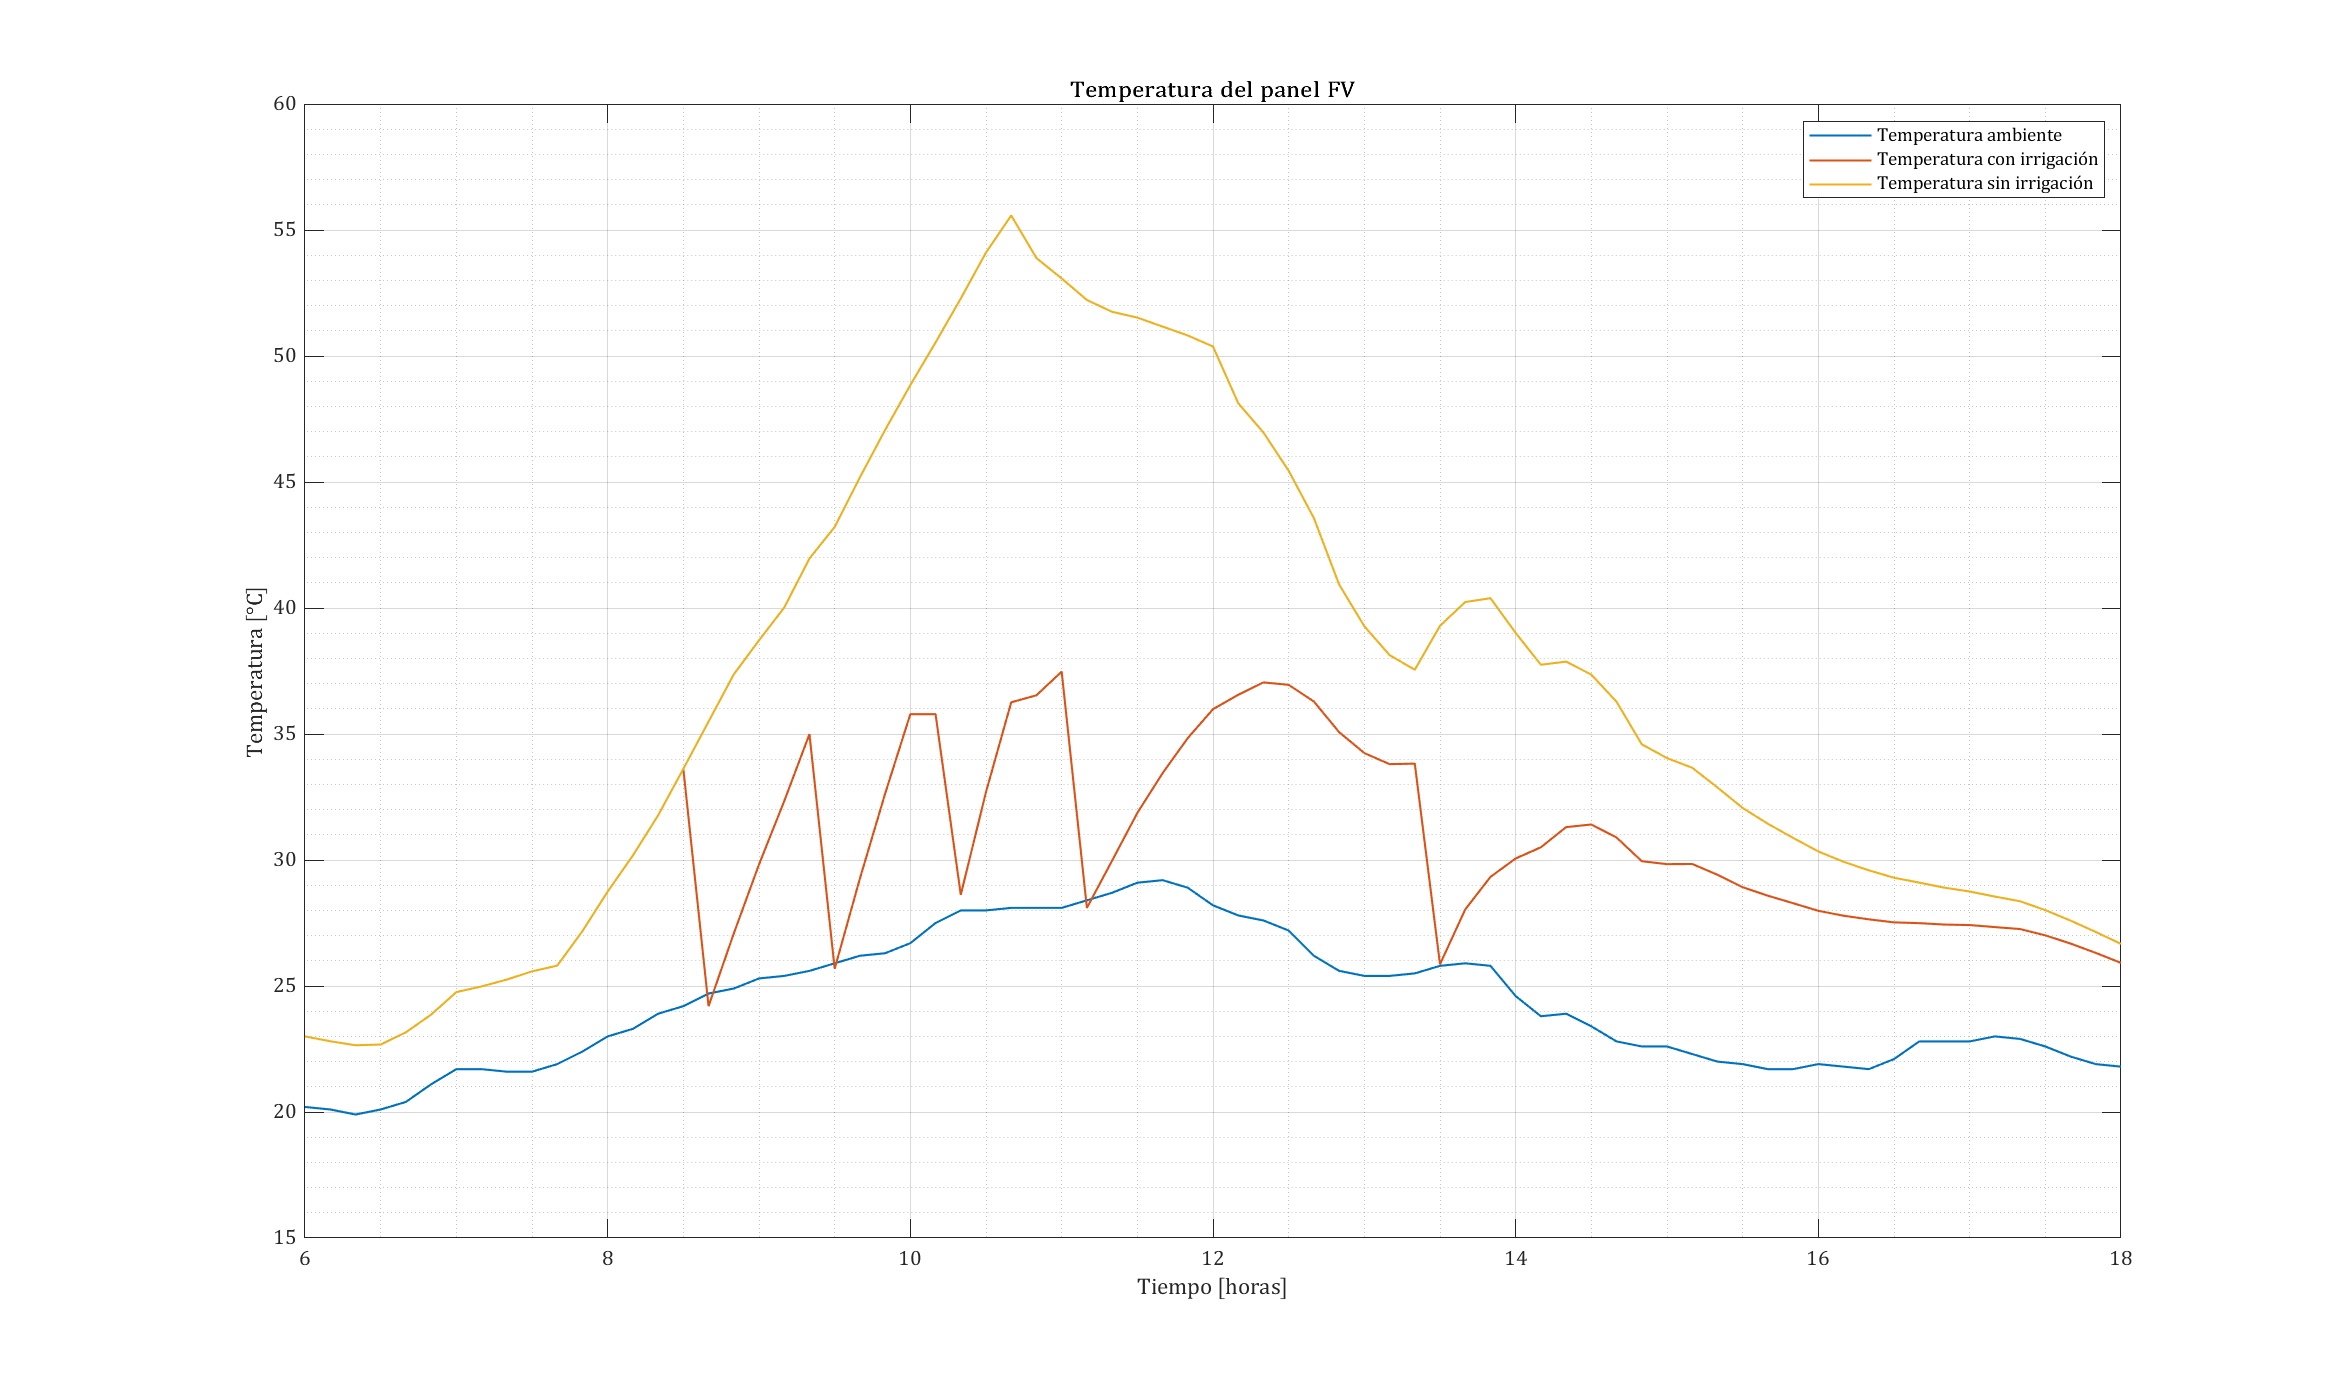 Temperatura del panel FV
60
55
50
45
40
35
30
25
20
15
Temperatura [°C]
Temperatura ambiente
Temperatura con irrigación
Temperatura sin irrigación
6 8 10 12 14 16 18
Tiempo [horas]